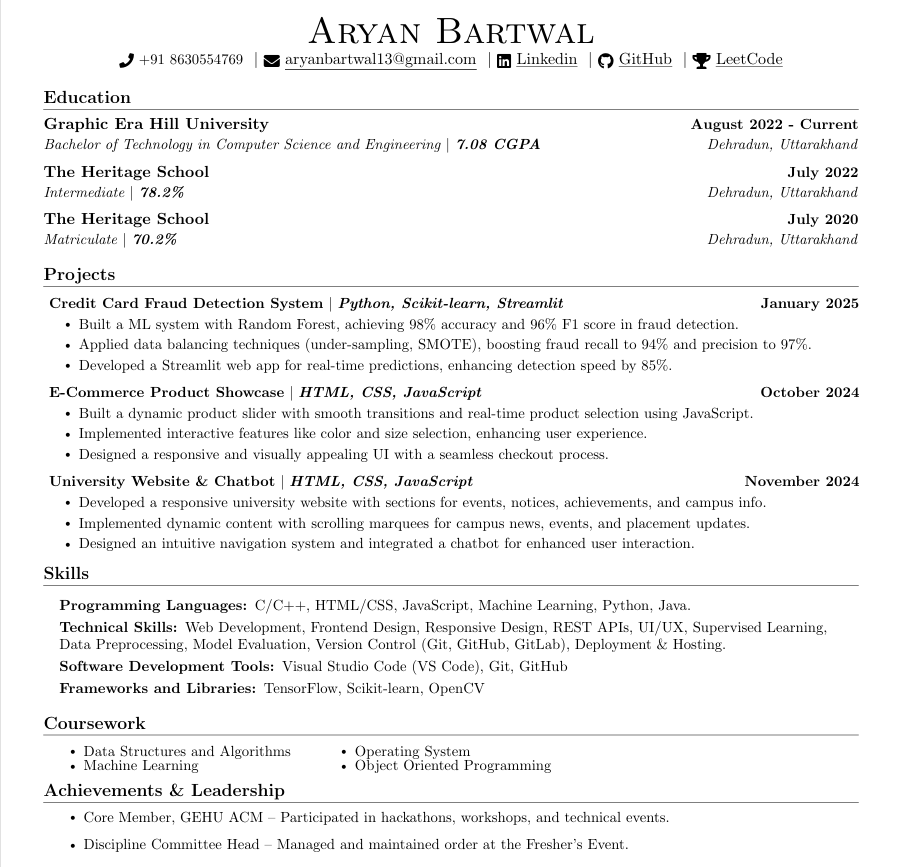 Aryan Bartwal
+91 8630554769 | aryanbartwal13@gmail.com | Linkedin | GitHub | LeetCode
Education
Graphic Era Hill University August 2022 - Current
Bachelor of Technology in Computer Science and Engineering | 7.08 CGPA Dehradun, Uttarakhand
The Heritage School July 2022
Intermediate | 78.2% Dehradun, Uttarakhand
The Heritage School July 2020
Matriculate | 70.2% Dehradun, Uttarakhand
Projects
Credit Card Fraud Detection System | Python, Scikit-learn, Streamlit January 2025
• Built a ML system with Random Forest, achieving 98% accuracy and 96% F1 score in fraud detection.
• Applied data balancing techniques (under-sampling, SMOTE), boosting fraud recall to 94% and precision to 97%.
• Developed a Streamlit web app for real-time predictions, enhancing detection speed by 85%.
E-Commerce Product Showcase | HTML, CSS, JavaScript October 2024
• Built a dynamic product slider with smooth transitions and real-time product selection using JavaScript.
• Implemented interactive features like color and size selection, enhancing user experience.
• Designed a responsive and visually appealing UI with a seamless checkout process.
University Website & Chatbot | HTML, CSS, JavaScript November 2024
• Developed a responsive university website with sections for events, notices, achievements, and campus info.
• Implemented dynamic content with scrolling marquees for campus news, events, and placement updates.
• Designed an intuitive navigation system and integrated a chatbot for enhanced user interaction.
Skills
Programming Languages: C/C++, HTML/CSS, JavaScript, Machine Learning, Python, Java.
Technical Skills: Web Development, Frontend Design, Responsive Design, REST APIs, UI/UX, Supervised Learning,
Data Preprocessing, Model Evaluation, Version Control (Git, GitHub, GitLab), Deployment & Hosting.
Software Development Tools: Visual Studio Code (VS Code), Git, GitHub
Frameworks and Libraries: TensorFlow, Scikit-learn, OpenCV
Coursework
• Data Structures and Algorithms • Operating System
• Machine Learning • Object Oriented Programming
Achievements & Leadership
• Core Member, GEHU ACM – Participated in hackathons, workshops, and technical events.
• Discipline Committee Head – Managed and maintained order at the Fresher's Event.